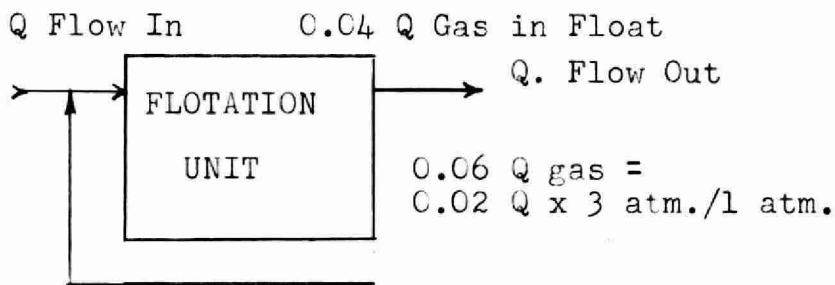 Q Flow In 0.04 Q Gas in Float
Q. Flow Out
FLOTATION
UNIT
0.06 Q gas =
0.02 Q x 3 atm./1 atm.